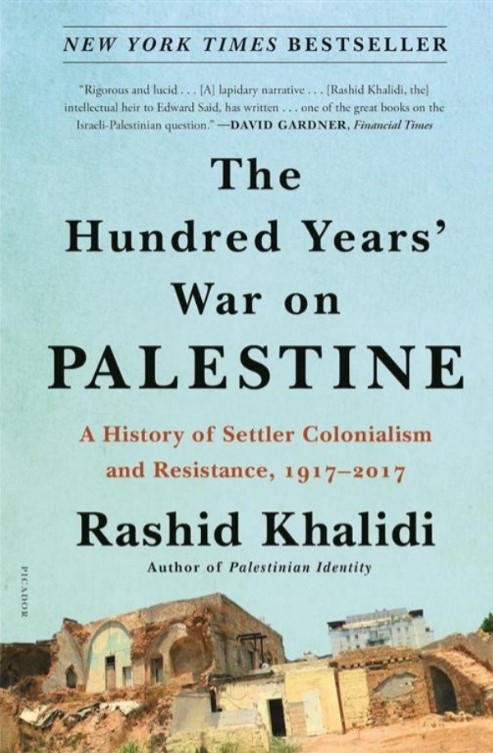 NEW YORK TIMES BESTSELLER
"Rigorous and lucid . . . [A] lapidary narrative . . . [Rashid Khalidi, the]
intellectual heir to Edward Said, has written . . . one of the great books on the
Israeli-Palestinian question." —DAVID GARDNER, Financial Times
The
Hundred Years'
War on
PALESTINE
A History of Settler Colonialism
and Resistance, 1917–2017
Rashid Khalidi
Author of Palestinian Identity
PICADOR